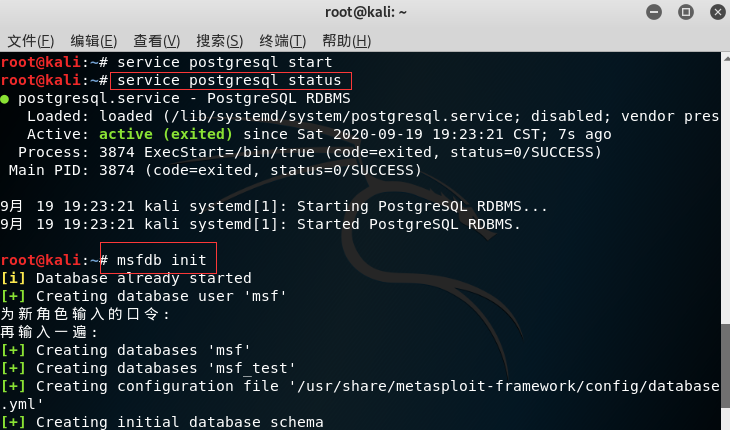 root@kali: ~
文件(F) 编辑(E) 查看(V) 搜索(S) 终端(T) 帮助(H)
root@kali:~# service postgresql start
root@kali:~# service postgresql status
● postgresql.service - PostgreSQL RDBMS
Loaded: loaded (/lib/systemd/system/postgresql.service; disabled; vendor pres
Active: active (exited) since Sat 2020-09-19 19:23:21 CST; 7s ago
Process: 3874 ExecStart=/bin/true (code=exited, status=0/SUCCESS)
Main PID: 3874 (code=exited, status=0/SUCCESS)
9月 19 19:23:21 kali systemd[1]: Starting PostgreSQL RDBMS...
9月 19 19:23:21 kali systemd[1]: Started PostgreSQL RDBMS.
root@kali:~# msfdb init
[i] Database already started
[+] Creating database user 'msf'
为新角色输入的口令:
再输入一遍:
[+] Creating databases 'msf'
[+] Creating databases 'msf_test'
[+] Creating configuration file '/usr/share/metasploit-framework/config/database
.yml'
[+] Creating initial database schema